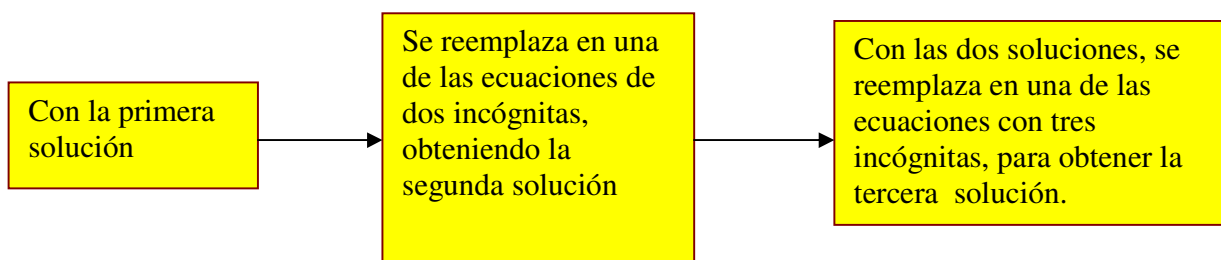 Con la primera
solución
Se reemplaza en una
de las ecuaciones de
dos incógnitas,
obteniendo la
segunda solución
Con las dos soluciones, se
reemplaza en una de las
ecuaciones con tres
incógnitas, para obtener la
tercera  solución.